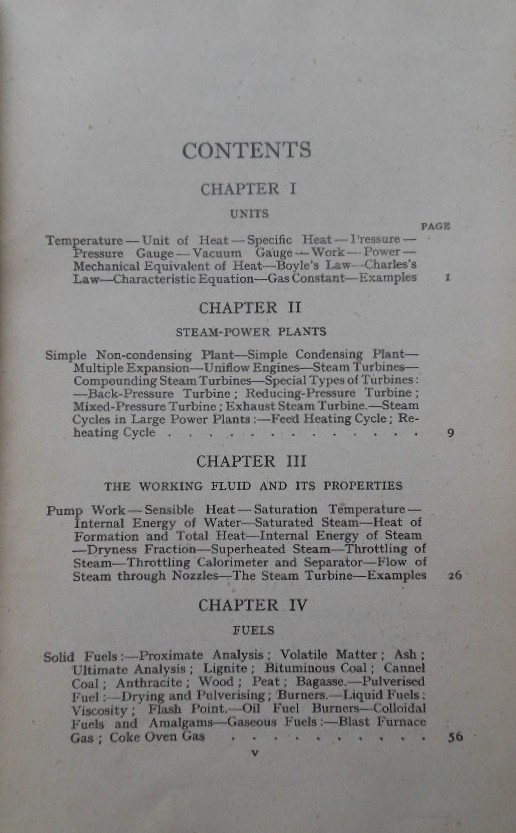 CONTENTS
CHAPTER I
UNITS
PAGE
Temperature — Unit of Heat — Specific Heat — Pressure —
Pressure Gauge — Vacuum Gauge — Work — Power —
Mechanical Equivalent of Heat—Boyle's Law—Charles's
Law—Characteristic Equation—Gas Constant—Examples 1
CHAPTER II
STEAM-POWER PLANTS
Simple Non-condensing Plant—Simple Condensing Plant—
Multiple Expansion—Uniflow Engines—Steam Turbines—
Compounding Steam Turbines—Special Types of Turbines :
—Back-Pressure Turbine ; Reducing-Pressure Turbine ;
Mixed-Pressure Turbine ; Exhaust Steam Turbine.—Steam
Cycles in Large Power Plants :—Feed Heating Cycle ; Re-
heating Cycle . . . . . . . . . . . . . 9
CHAPTER III
THE WORKING FLUID AND ITS PROPERTIES
Pump Work — Sensible Heat — Saturation Temperature —
Internal Energy of Water—Saturated Steam—Heat of
Formation and Total Heat—Internal Energy of Steam
—Dryness Fraction—Superheated Steam—Throttling of
Steam—Throttling Calorimeter and Separator—Flow of
Steam through Nozzles—The Steam Turbine—Examples 26
CHAPTER IV
FUELS
Solid Fuels :—Proximate Analysis ; Volatile Matter ; Ash ;
Ultimate Analysis ; Lignite ; Bituminous Coal ; Cannel
Coal ; Anthracite ; Wood ; Peat ; Bagasse.—Pulverised
Fuel :—Drying and Pulverising ; Burners.—Liquid Fuels :
Viscosity ; Flash Point.—Oil Fuel Burners—Colloidal
Fuels and Amalgams—Gaseous Fuels :—Blast Furnace
Gas ; Coke Oven Gas . . . . . . . . . . 56
v